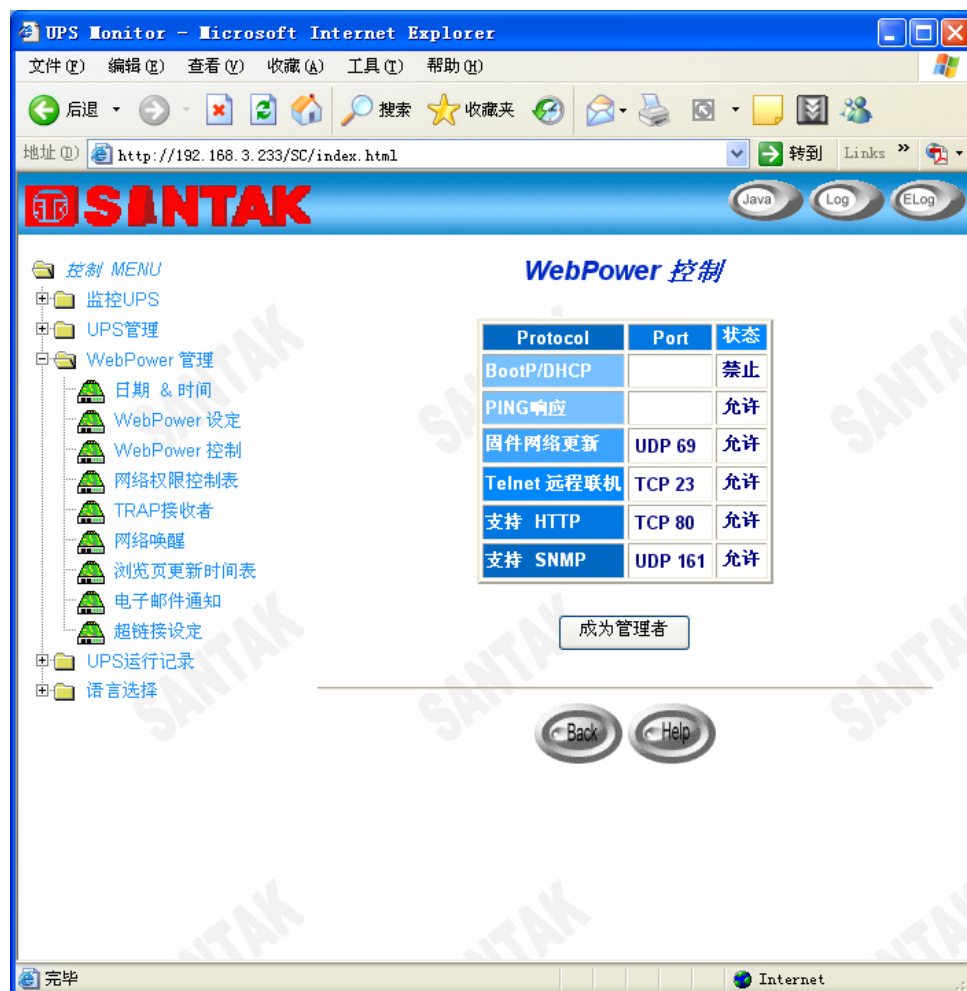 UPS Monitor - Microsoft Internet Explorer
文件(F) 编辑(E) 查看(V) 收藏(A) 工具(T) 帮助(H)
后退 搜索 收藏夹
地址(D) http://192.168.3.233/SC/index.html 转到 Links »
SANTAK Java Log ELog
控制 MENU
监控UPS
UPS管理
WebPower 管理
日期 & 时间
WebPower 设定
WebPower 控制
网络权限控制表
TRAP接收者
网络唤醒
浏览页更新时间表
电子邮件通知
超链接设定
UPS运行记录
语言选择
WebPower 控制
Protocol Port 状态
BootP/DHCP 禁止
PING响应 允许
固件网络更新 UDP 69 允许
Telnet 远程联机 TCP 23 允许
支持 HTTP TCP 80 允许
支持 SNMP UDP 161 允许
成为管理者
Back Help
SANTAK
SANTAK
SANTAK
SANTAK
SANTAK
SANTAK
SANTAK
SANTAK
SANTAK
完毕 Internet